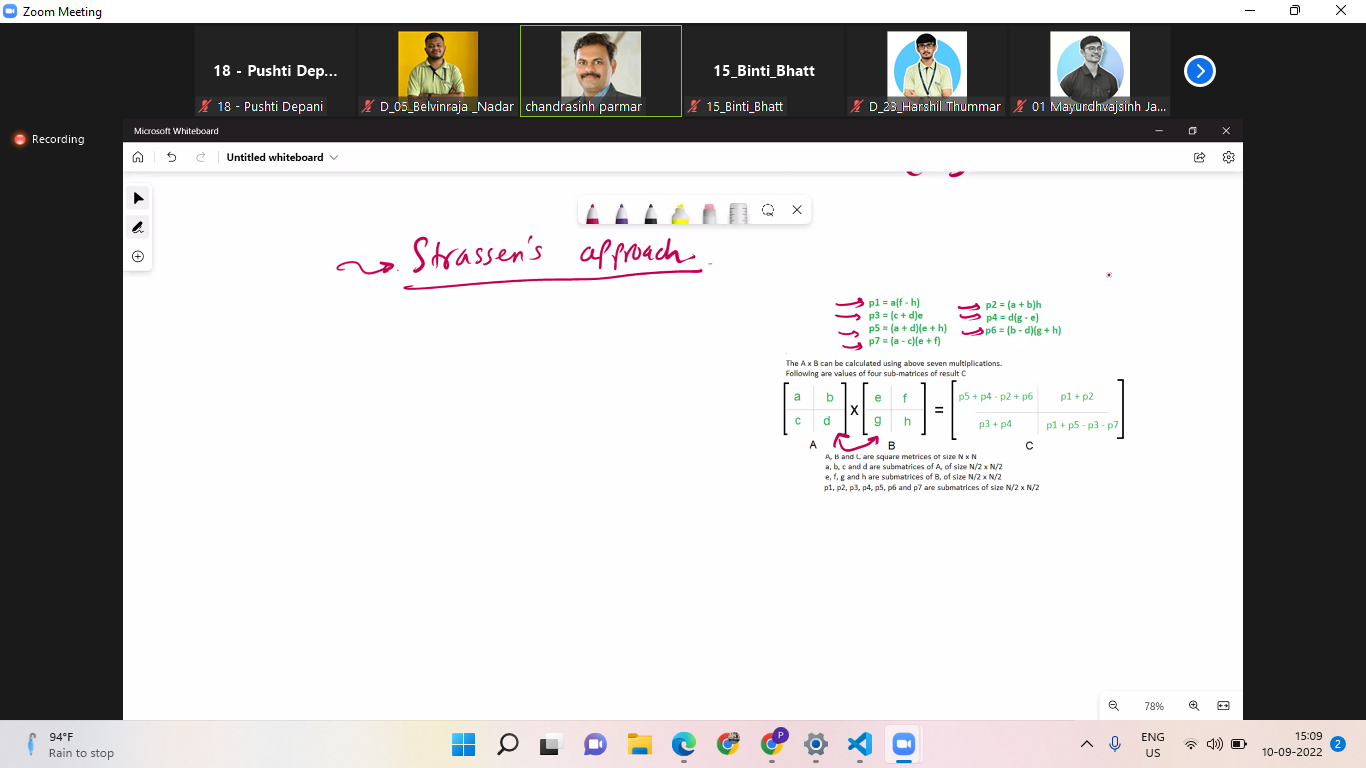 Zoom Meeting
18 - Pushti Dep...
15_Binti_Bhatt
18 - Pushti Depani
D_05_Belvinraja _Nadar
chandrasinh parmar
15_Binti_Bhatt
D_23_Harshil Thummar
01 Mayurdhvajsinh Ja...
Recording
Microsoft Whiteboard
Untitled whiteboard
Strassen's approach
p1 = a(f - h)
p2 = (a + b)h
p3 = (c + d)e
p4 = d(g - e)
p5 = (a + d)(e + h)
p6 = (b - d)(g + h)
p7 = (a - c)(e + f)
The A x B can be calculated using above seven multiplications.
Following are values of four sub-matrices of result C
a b e f p5 + p4 - p2 + p6 p1 + p2
X =
c d g h p3 + p4 p1 + p5 - p3 - p7
A B C
A, B and C are square metrices of size N x N
a, b, c and d are submatrices of A, of size N/2 x N/2
e, f, g and h are submatrices of B, of size N/2 x N/2
p1, p2, p3, p4, p5, p6 and p7 are submatrices of size N/2 x N/2
78%
94°F
Rain to stop
P
ENG
US
15:09
10-09-2022
2